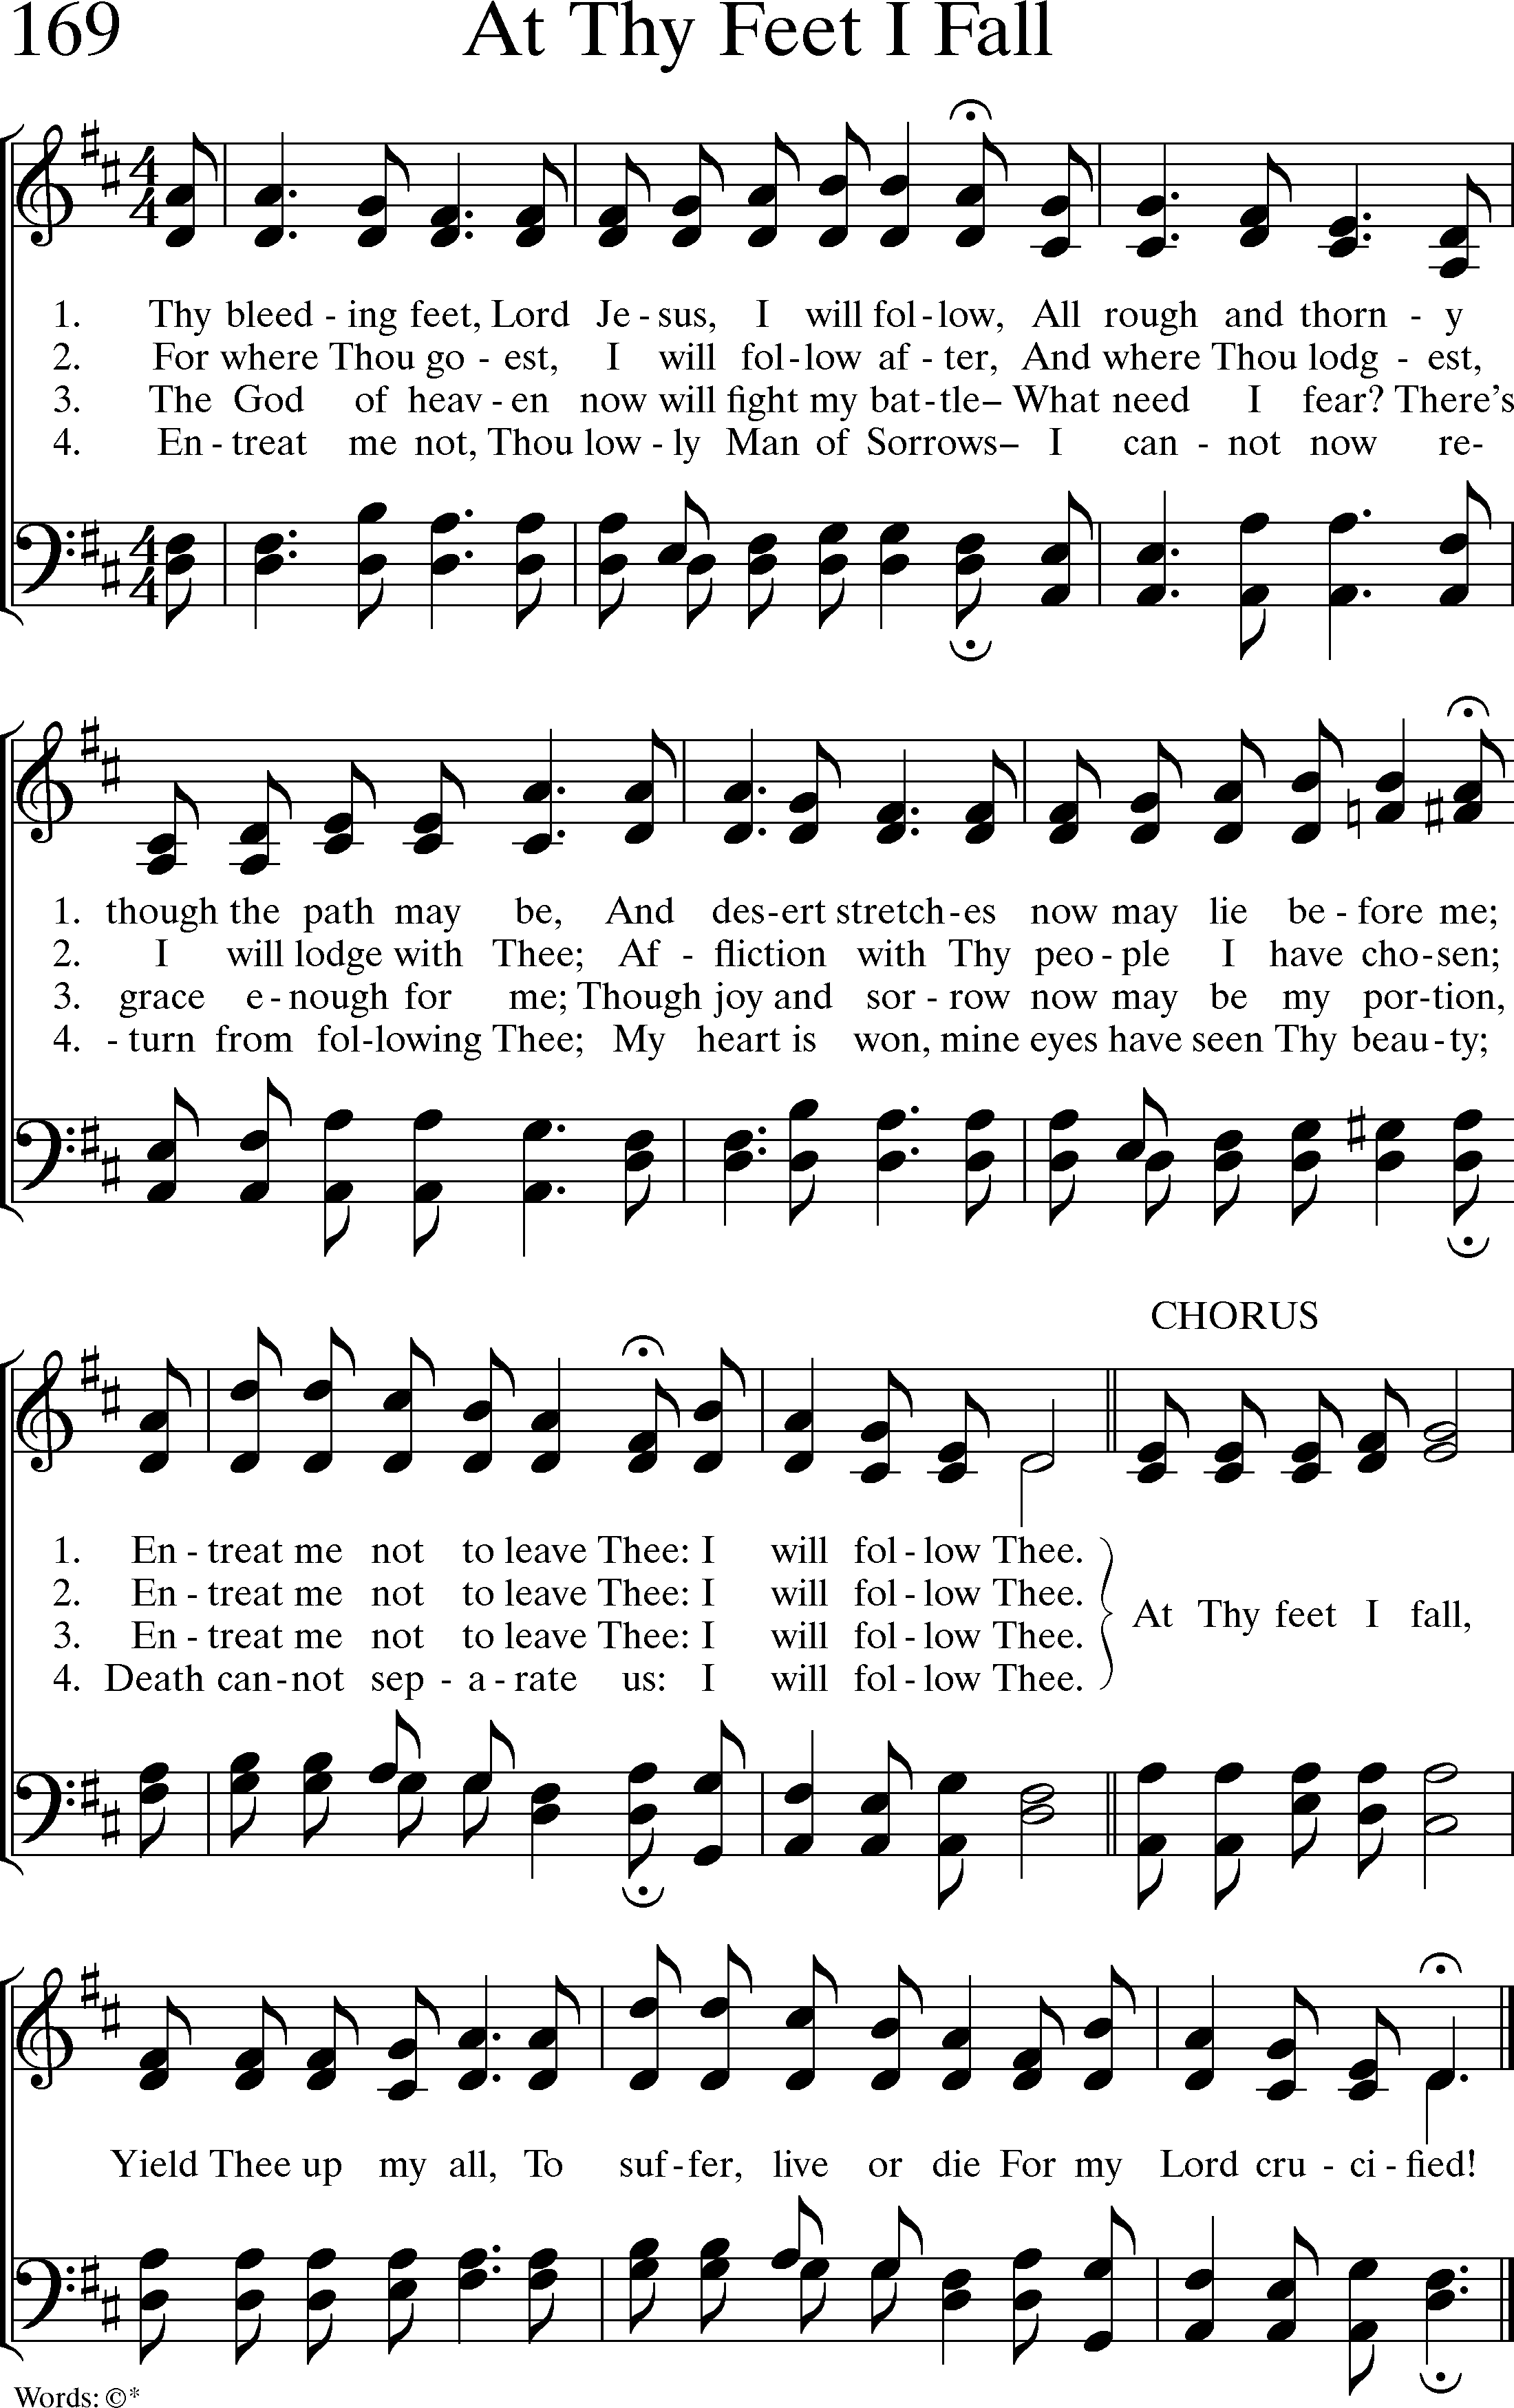 169 At Thy Feet I Fall
1. Thy bleed - ing feet, Lord Je - sus, I will fol - low, All rough and thorn - y
2. For where Thou go - est, I will fol - low af - ter, And where Thou lodg - est,
3. The God of heav - en now will fight my bat - tle– What need I fear? There's
4. En - treat me not, Thou low - ly Man of Sorrows– I can - not now re-
1. though the path may be, And des - ert stretch - es now may lie be - fore me;
2. I will lodge with Thee; Af - fliction with Thy peo - ple I have cho - sen;
3. grace e - nough for me; Though joy and sor - row now may be my por - tion,
4. - turn from fol - lowing Thee; My heart is won, mine eyes have seen Thy beau - ty;
CHORUS
1. En - treat me not to leave Thee: I will fol - low Thee.
2. En - treat me not to leave Thee: I will fol - low Thee.
3. En - treat me not to leave Thee: I will fol - low Thee.
4. Death can - not sep - a - rate us: I will fol - low Thee.
At Thy feet I fall,
Yield Thee up my all, To suf - fer, live or die For my Lord cru - ci - fied!
Words: ©*